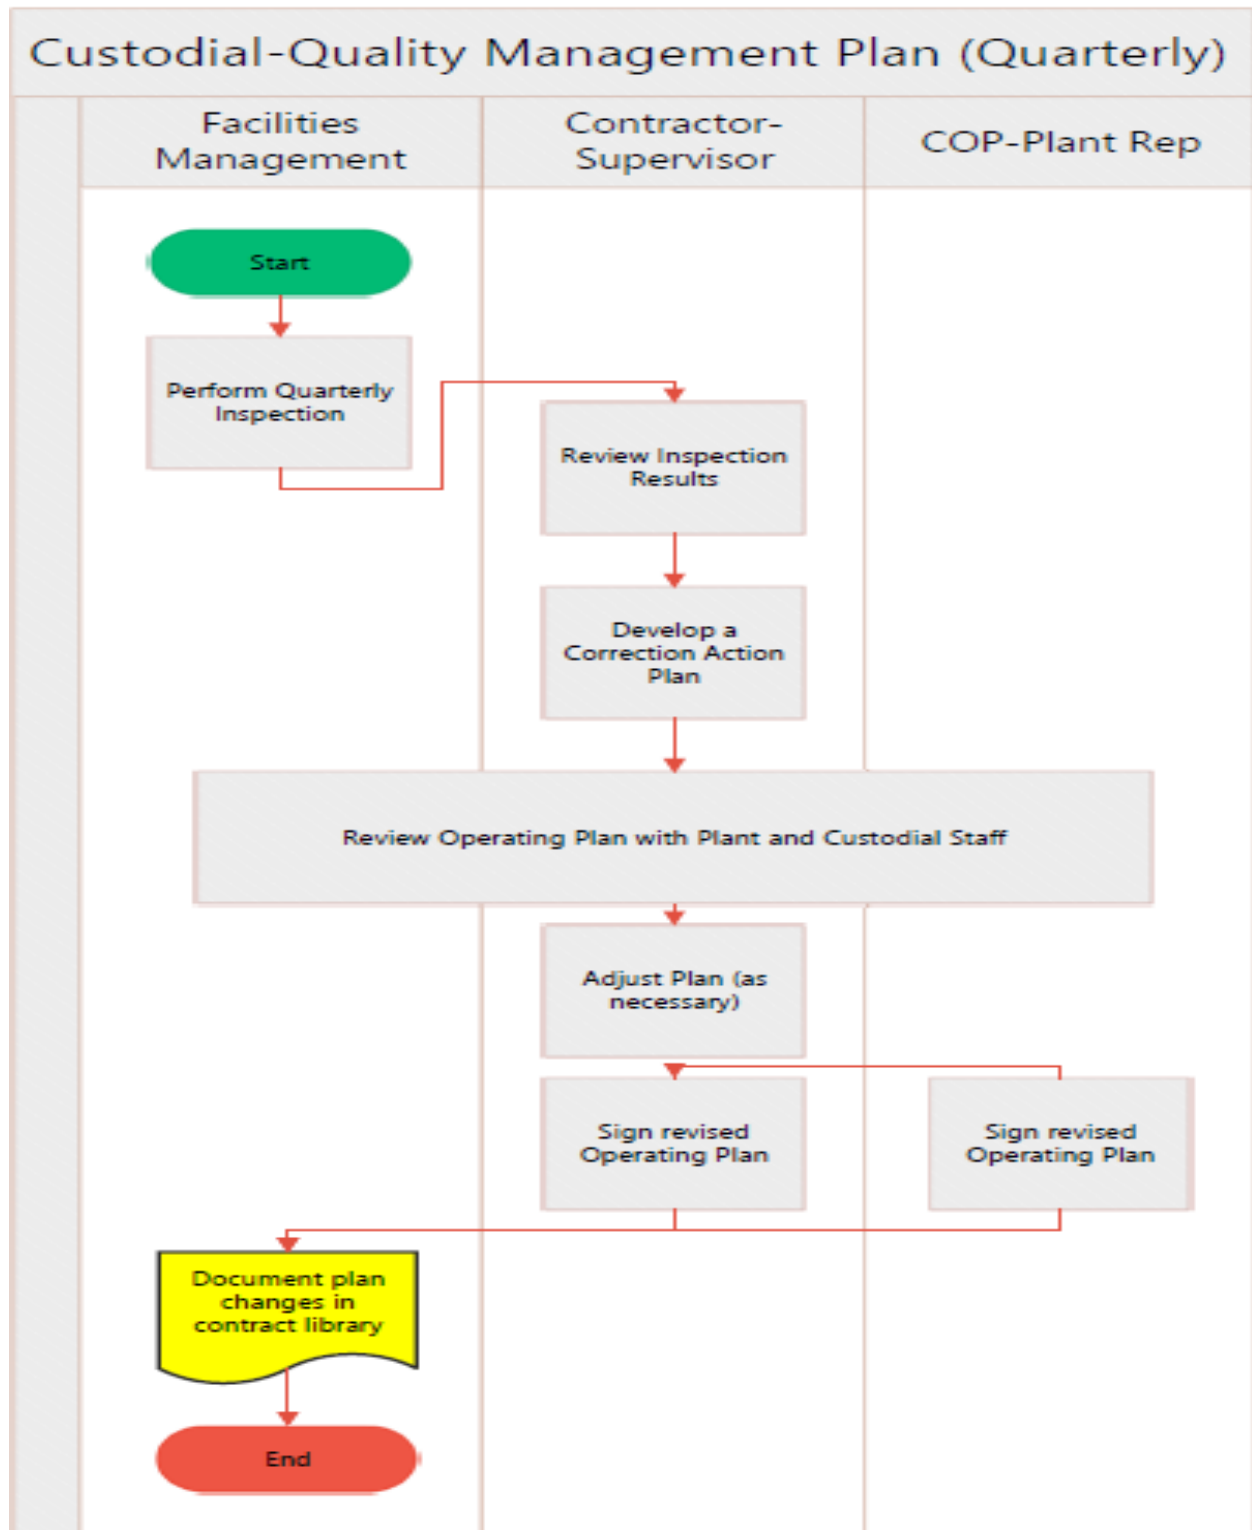 Custodial-Quality Management Plan (Quarterly)
Facilities
Management
Contractor-
Supervisor
COP-Plant Rep
Start
Perform Quarterly
Inspection
Review Inspection
Results
Develop a
Correction Action
Plan
Review Operating Plan with Plant and Custodial Staff
Adjust Plan (as
necessary)
Sign revised
Operating Plan
Sign revised
Operating Plan
Document plan
changes in
contract library
End